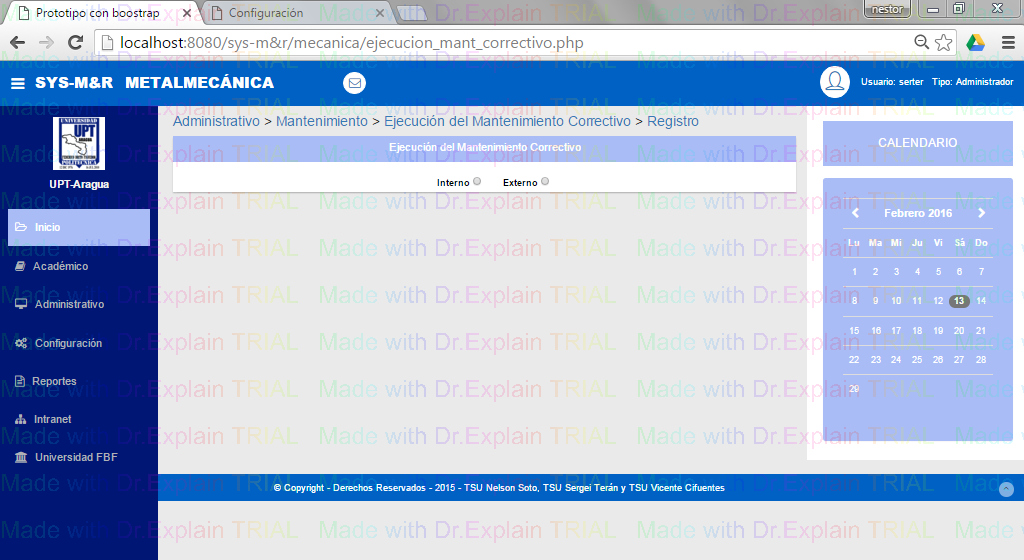 Prototipo con boostrap
Configuración
nestor
localhost:8080/sys-m&r/mecanica/ejecucion_mant_correctivo.php
SYS-M&R METALMECÁNICA
Usuario: serter Tipo: Administrador
UNIVERSIDAD
UPT
POLITÉCNICA
UPT-Aragua
Inicio
Académico
Administrativo
Configuración
Reportes
Intranet
Universidad FBF
Administrativo > Mantenimiento > Ejecución del Mantenimiento Correctivo > Registro
Ejecución del Mantenimiento Correctivo
Interno Externo
CALENDARIO
Febrero 2016
Lu Ma Mi Ju Vi Sá Do
1 2 3 4 5 6 7
8 9 10 11 12 13 14
15 16 17 18 19 20 21
22 23 24 25 26 27 28
29
© Copyright - Derechos Reservados - 2015 - TSU Nelson Soto, TSU Sergei Terán y TSU Vicente Cifuentes
Made with Dr.Explain TRIAL